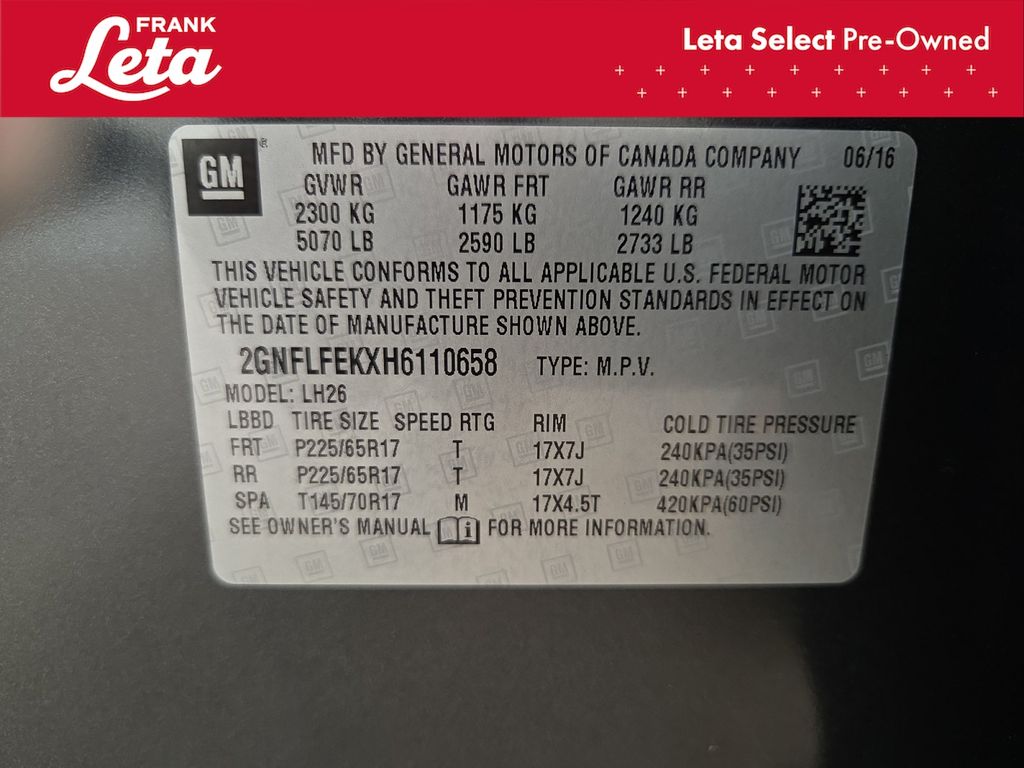 FRANK
Leta
Leta Select Pre-Owned
GM
MFD BY GENERAL MOTORS OF CANADA COMPANY 06/16
GVWR GAWR FRT GAWR RR
2300 KG 1175 KG 1240 KG
5070 LB 2590 LB 2733 LB
THIS VEHICLE CONFORMS TO ALL APPLICABLE U.S. FEDERAL MOTOR
VEHICLE SAFETY AND THEFT PREVENTION STANDARDS IN EFFECT ON
THE DATE OF MANUFACTURE SHOWN ABOVE.
2GNFLFEKXH6110658 TYPE: M.P.V.
MODEL: LH26
LBBD TIRE SIZE SPEED RTG RIM COLD TIRE PRESSURE
FRT P225/65R17 T 17X7J 240KPA(35PSI)
RR P225/65R17 T 17X7J 240KPA(35PSI)
SPA T145/70R17 M 17X4.5T 420KPA(60PSI)
SEE OWNER'S MANUAL i FOR MORE INFORMATION.